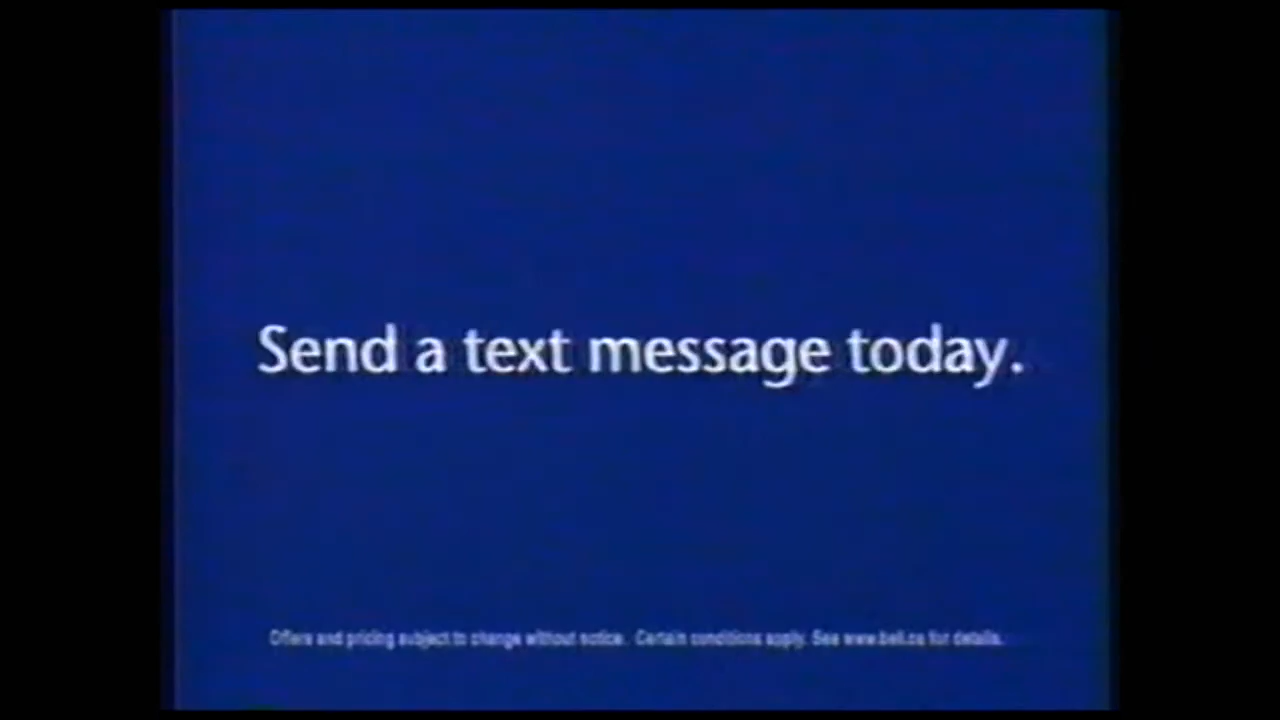 Send a text message today.
Offers and pricing subject to change without notice. Certain conditions apply. See www.bell.ca for details.